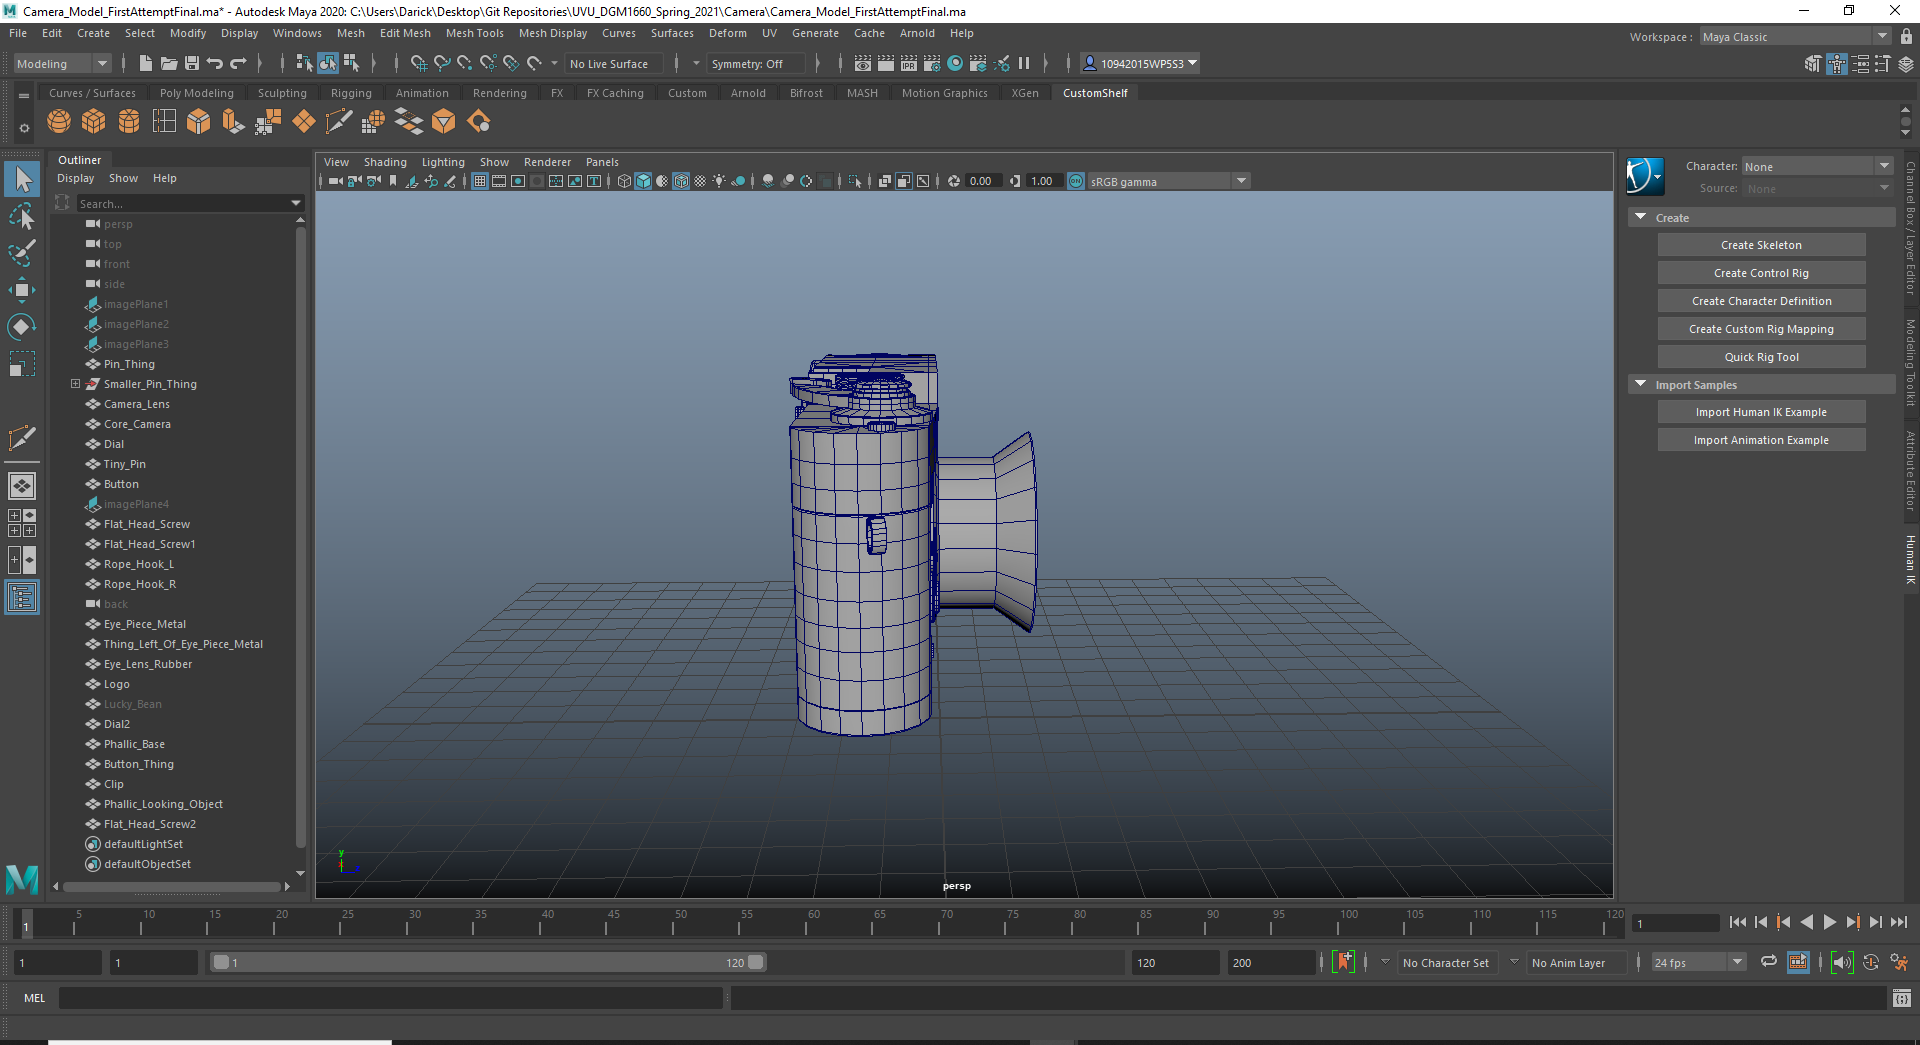 Camera_Model_FirstAttemptFinal.ma* - Autodesk Maya 2020: C:\Users\Darick\Desktop\Git Repositories\UVU_DGM1660_Spring_2021\Camera\Camera_Model_FirstAttemptFinal.ma
File Edit Create Select Modify Display Windows Mesh Edit Mesh Mesh Tools Mesh Display Curves Surfaces Deform UV Generate Cache Arnold Help
Workspace : Maya Classic
Modeling No Live Surface Symmetry: Off IPR 10942015WP5S3
Curves / Surfaces Poly Modeling Sculpting Rigging Animation Rendering FX FX Caching Custom Arnold Bifrost MASH Motion Graphics XGen CustomShelf
Outliner
Display Show Help
Search...
persp
top
front
side
imagePlane1
imagePlane2
imagePlane3
Pin_Thing
Smaller_Pin_Thing
Camera_Lens
Core_Camera
Dial
Tiny_Pin
Button
imagePlane4
Flat_Head_Screw
Flat_Head_Screw1
Rope_Hook_L
Rope_Hook_R
back
Eye_Piece_Metal
Thing_Left_Of_Eye_Piece_Metal
Eye_Lens_Rubber
Logo
Lucky_Bean
Dial2
Phallic_Base
Button_Thing
Clip
Phallic_Looking_Object
Flat_Head_Screw2
defaultLightSet
defaultObjectSet
View Shading Lighting Show Renderer Panels
0.00 1.00 sRGB gamma
y
persp
Character: None
Source: None
Create
Create Skeleton
Create Control Rig
Create Character Definition
Create Custom Rig Mapping
Quick Rig Tool
Import Samples
Import Human IK Example
Import Animation Example
Channel Box / Layer Editor
Modeling Toolkit
Attribute Editor
Human IK
1 5 10 15 20 25 30 35 40 45 50 55 60 65 70 75 80 85 90 95 100 105 110 115 120 1
1 1 1 120 120 200 No Character Set No Anim Layer 24 fps
MEL